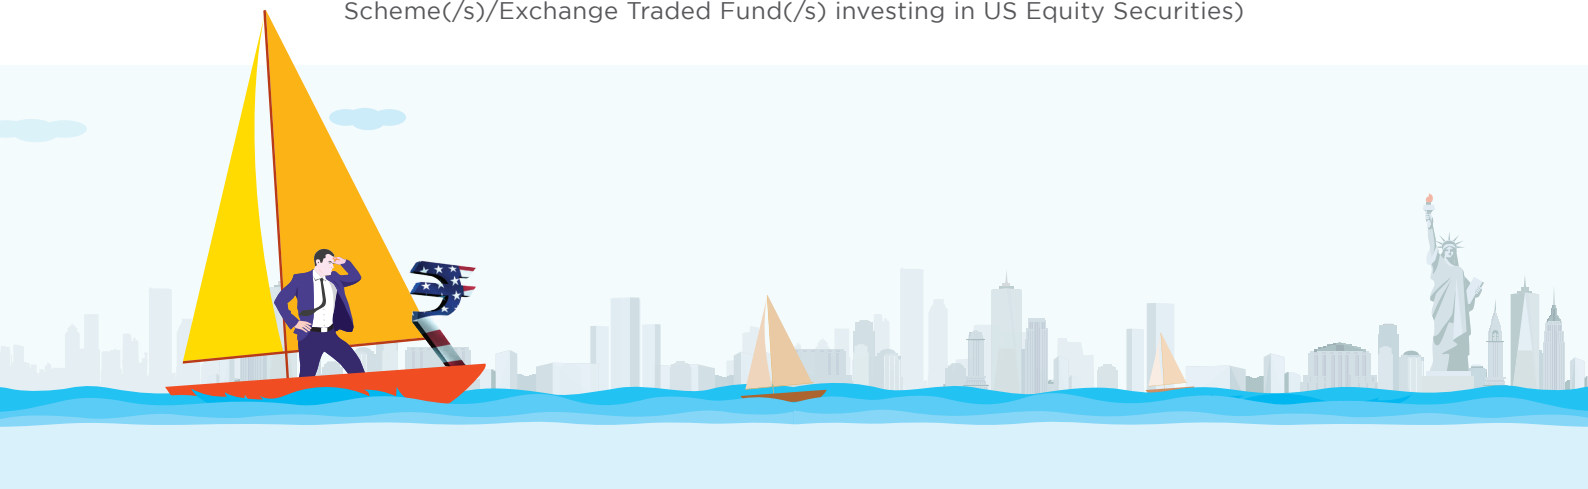 Scheme(/s)/Exchange Traded Fund(/s) investing in US Equity Securities)